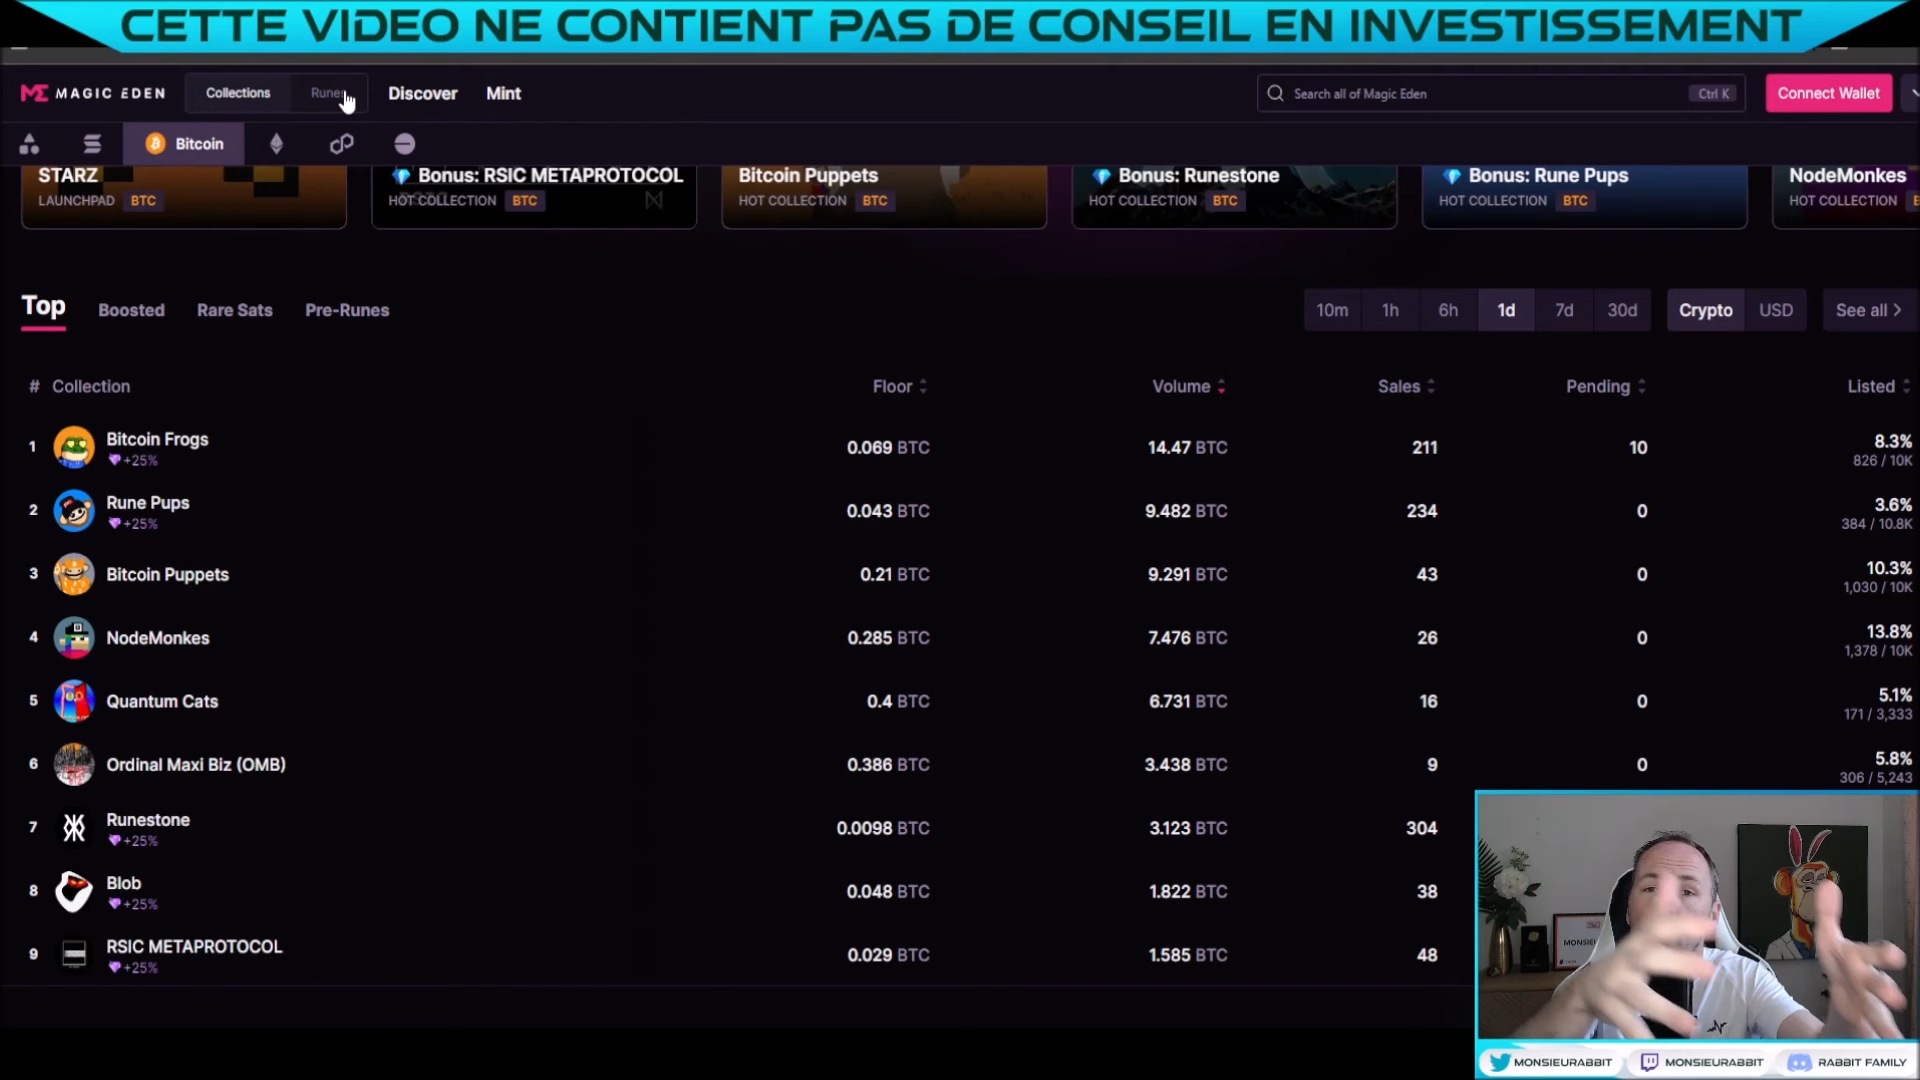 CETTE VIDEO NE CONTIENT PAS DE CONSEIL EN INVESTISSEMENT
MAGIC EDEN Collections Runes Discover Mint Search all of Magic Eden Ctrl K Connect Wallet
Bitcoin
STARZ Bonus: RSIC METAPROTOCOL Bitcoin Puppets Bonus: Runestone Bonus: Rune Pups NodeMonkes
LAUNCHPAD BTC HOT COLLECTION BTC HOT COLLECTION BTC HOT COLLECTION BTC HOT COLLECTION BTC HOT COLLECTION
Top Boosted Rare Sats Pre-Runes 10m 1h 6h 1d 7d 30d Crypto USD See all >
# Collection Floor Volume Sales Pending Listed
1 Bitcoin Frogs 0.069 BTC 14.47 BTC 211 10 8.3%
+25% 826 / 10K
2 Rune Pups 0.043 BTC 9.482 BTC 234 0 3.6%
+25% 384 / 10.8K
3 Bitcoin Puppets 0.21 BTC 9.291 BTC 43 0 10.3%
1,030 / 10K
4 NodeMonkes 0.285 BTC 7.476 BTC 26 0 13.8%
1,378 / 10K
5 Quantum Cats 0.4 BTC 6.731 BTC 16 0 5.1%
171 / 3,333
6 Ordinal Maxi Biz (OMB) 0.386 BTC 3.438 BTC 9 0 5.8%
306 / 5,243
7 Runestone 0.0098 BTC 3.123 BTC 304
+25%
8 Blob 0.048 BTC 1.822 BTC 38
+25%
9 RSIC METAPROTOCOL 0.029 BTC 1.585 BTC 48
+25%
MONSIEURABBIT MONSIEURABBIT RABBIT FAMILY